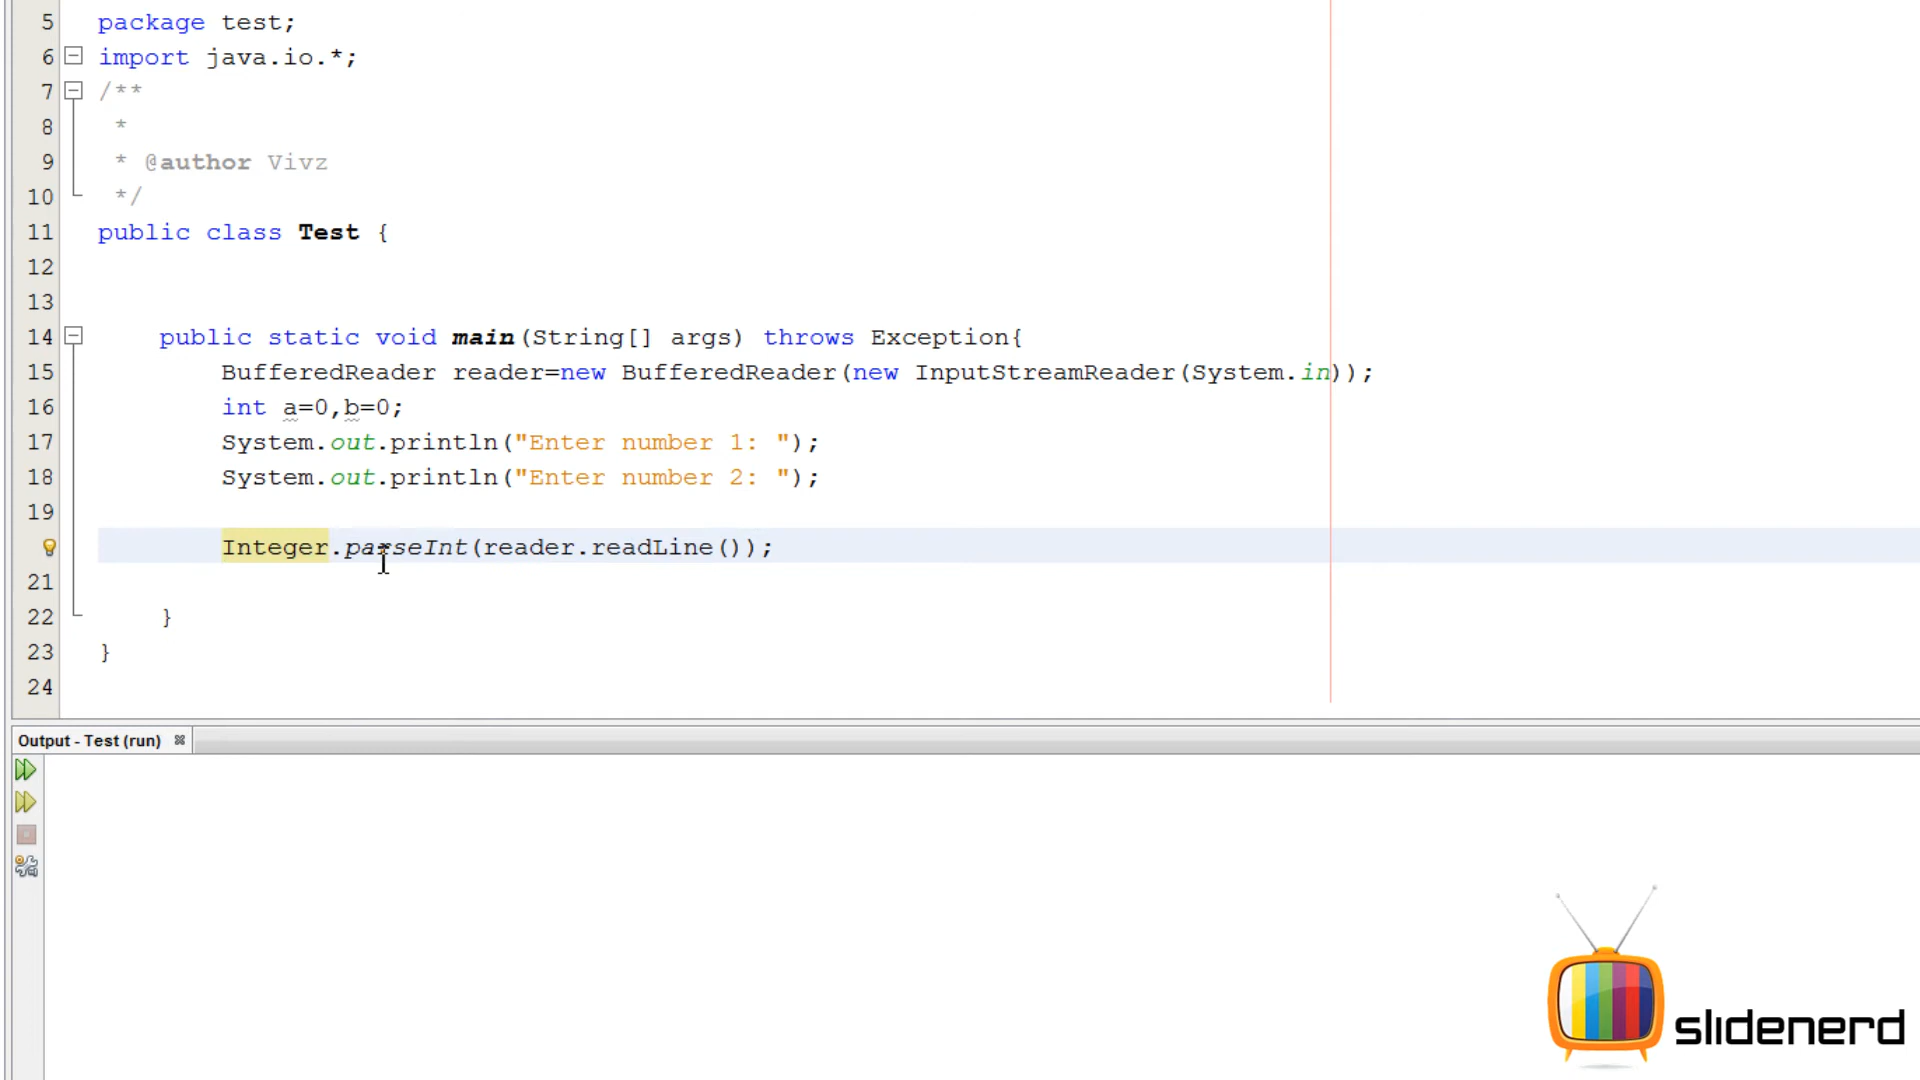 5 package test;
6 import java.io.*;
7 /**
8 *
9 * @author Vivz
10 */
11 public class Test {
12
13
14 public static void main(String[] args) throws Exception{
15 BufferedReader reader=new BufferedReader(new InputStreamReader(System.in));
16 int a=0,b=0;
17 System.out.println("Enter number 1: ");
18 System.out.println("Enter number 2: ");
19
Integer.parseInt(reader.readLine());
21
22 }
23 }
24
Output - Test (run)
slidenerd